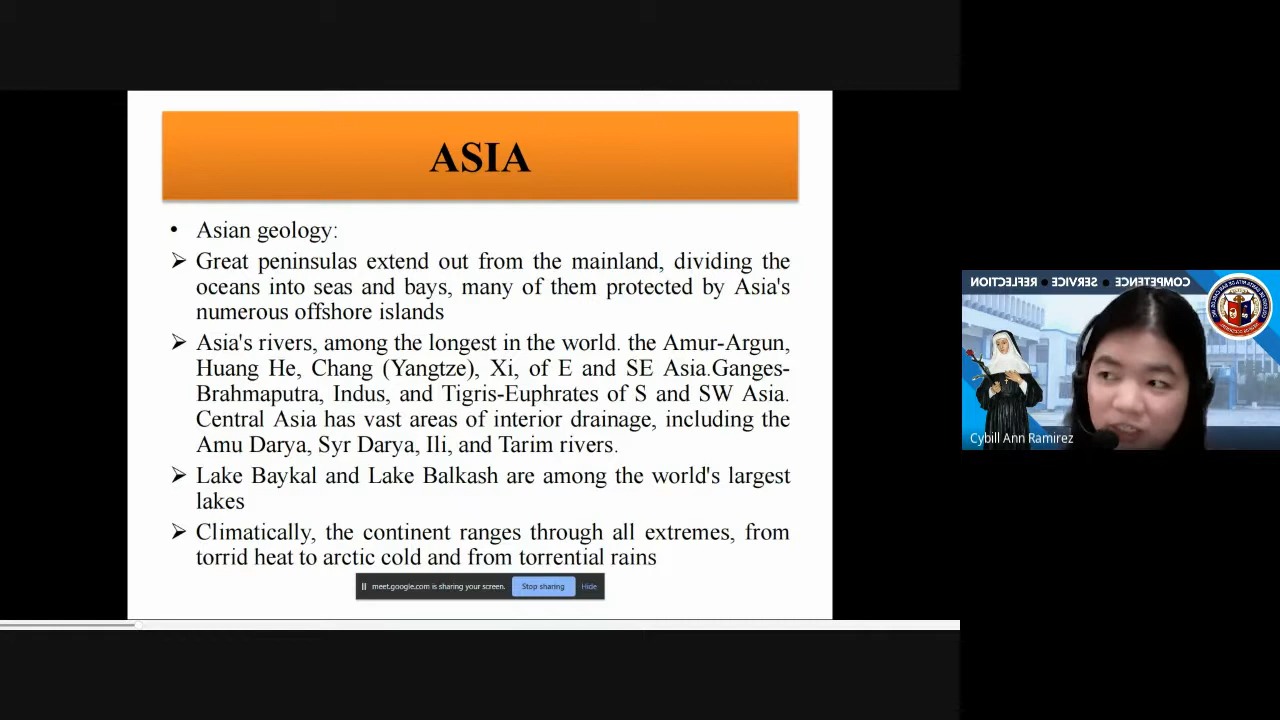 ASIA
• Asian geology:
➢ Great peninsulas extend out from the mainland, dividing the
oceans into seas and bays, many of them protected by Asia's
numerous offshore islands
➢ Asia's rivers, among the longest in the world. the Amur-Argun,
Huang He, Chang (Yangtze), Xi, of E and SE Asia.Ganges-
Brahmaputra, Indus, and Tigris-Euphrates of S and SW Asia.
Central Asia has vast areas of interior drainage, including the
Amu Darya, Syr Darya, Ili, and Tarim rivers.
➢ Lake Baykal and Lake Balkash are among the world's largest
lakes
➢ Climatically, the continent ranges through all extremes, from
torrid heat to arctic cold and from torrential rains
meet.google.com is sharing your screen. Stop sharing Hide
COMPETENCE • SERVICE • REFLECTION
Cybill Ann Ramirez